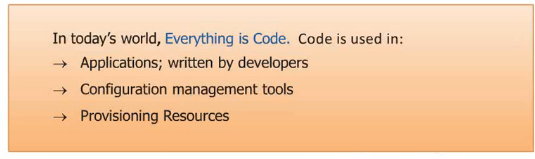 In today's world, Everything is Code. Code is used in:
→ Applications; written by developers
→ Configuration management tools
→ Provisioning Resources